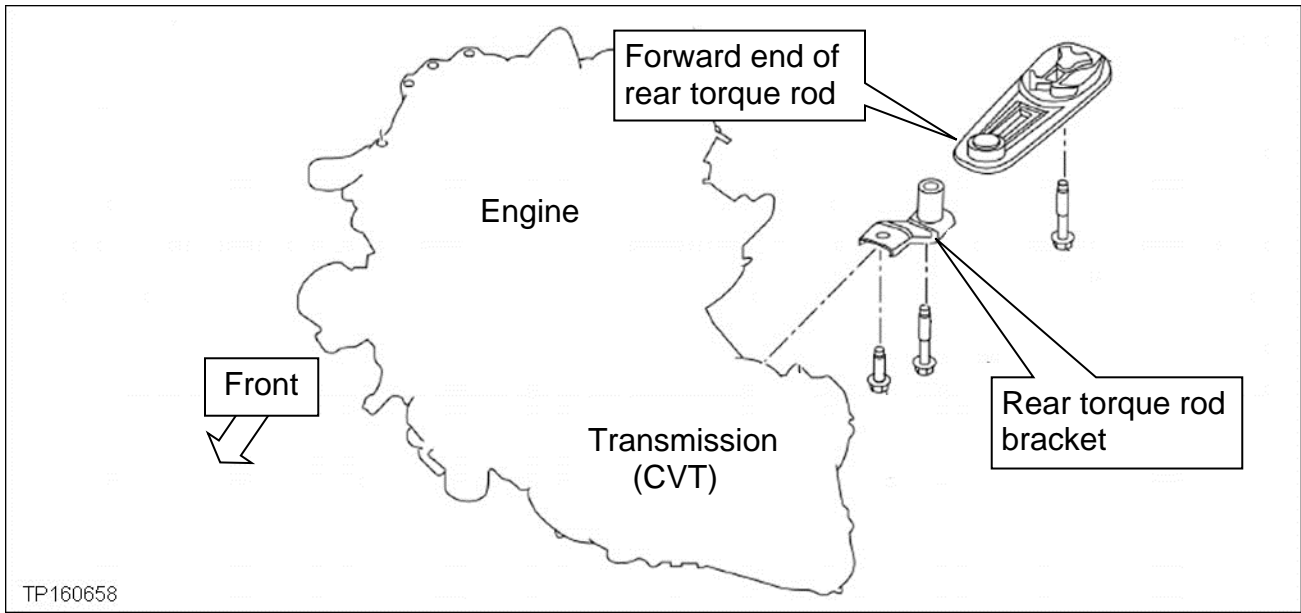 Forward end of
rear torque rod
Engine
Front
Rear torque rod
bracket
Transmission
(CVT)
TP160658